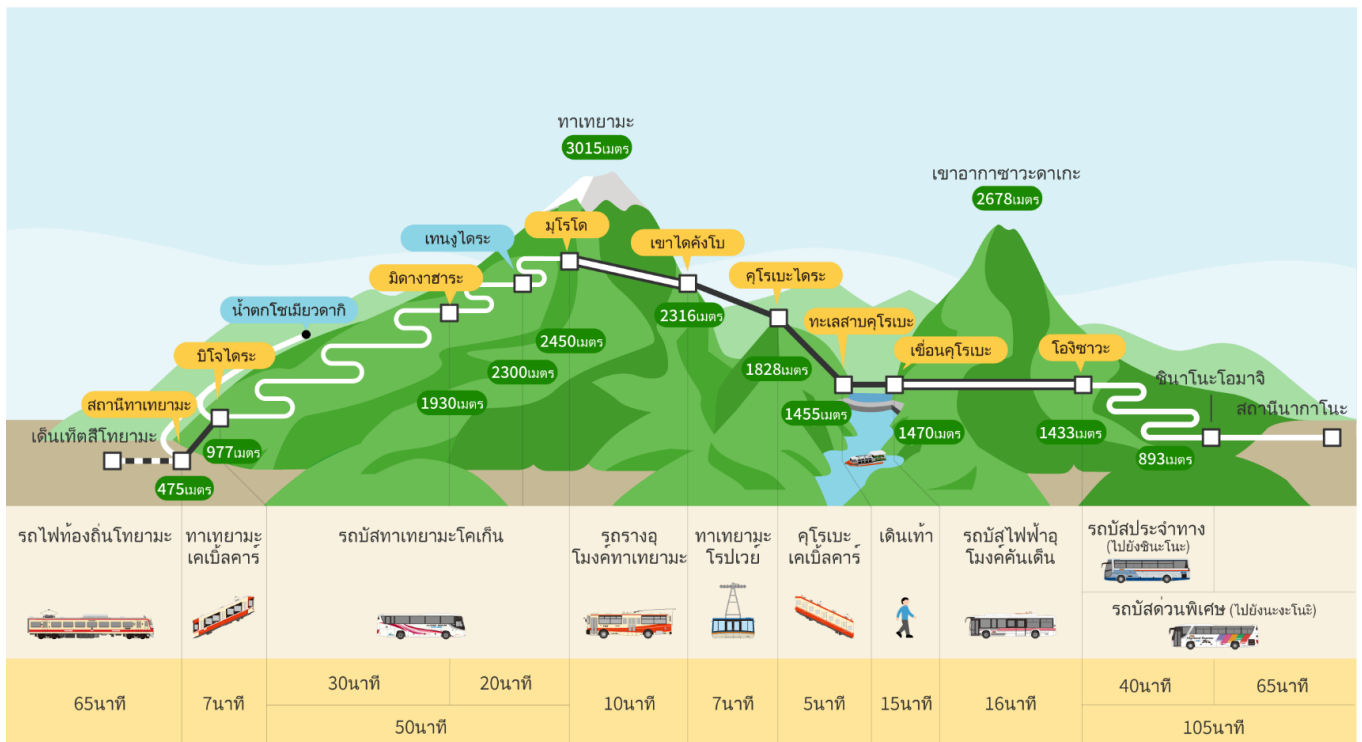 ทาเทยามะ
3015เมตร
เขาอากาซาวะดาเกะ
2678เมตร
มุโรโด
เทนงูไดระ
เขาไดคังโบ
มิดางาฮาระ
คุโรเบะไดระ
น้ำตกโชเมียวดากิ
2316เมตร
ทะเลสาบคุโรเบะ
2450เมตร
บิโจไดระ
เขื่อนคุโรเบะ
โองิซาวะ
2300เมตร
1828เมตร
ชินาโนะโอมาจิ
1930เมตร
สถานีทาเทยามะ
1455เมตร
สถานีนากาโนะ
เด็นเท็ตสึโทยามะ
1470เมตร
1433เมตร
977เมตร
893เมตร
475เมตร
รถไฟท้องถิ่นโทยามะ
ทาเทยามะ
เคเบิ้ลคาร์
รถบัสทาเทยามะโคเก็น
รถรางอุ
โมงค์ทาเทยามะ
ทาเทยามะ
โรปเวย์
คุโรเบะ
เคเบิ้ลคาร์
เดินเท้า
รถบัสไฟฟ้าอุ
โมงค์คันเด็น
รถบัสประจำทาง
(ไปยังชินะโนะ)
รถบัสด่วนพิเศษ (ไปยังนะงะโนะ)
65นาที
7นาที
30นาที
20นาที
50นาที
10นาที
7นาที
5นาที
15นาที
16นาที
40นาที
65นาที
105นาที